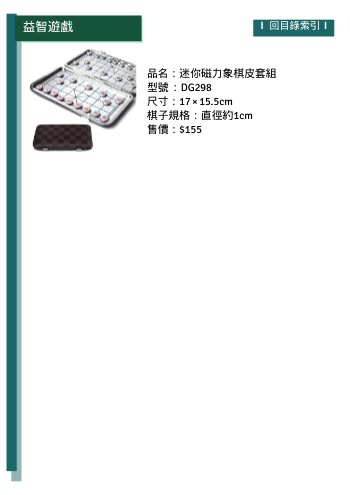 益智遊戲
I 回目錄索引 I
品名：迷你磁力象棋皮套組
型號：DG298
尺寸：17×15.5cm
棋子規格：直徑約1cm
售價：$155